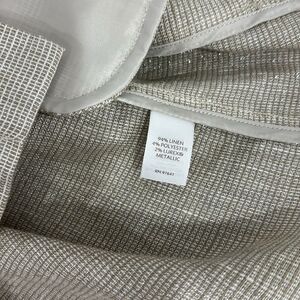 94% LINEN
4% POLYESTER
2% LUREX®
METALLIC